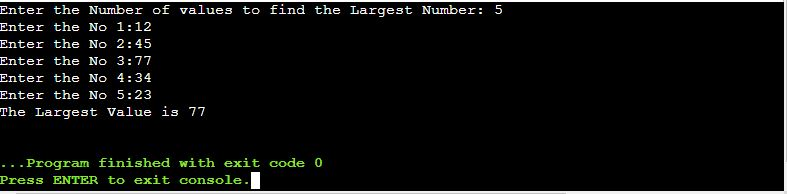 Enter the Number of values to find the Largest Number: 5
Enter the No 1:12
Enter the No 2:45
Enter the No 3:77
Enter the No 4:34
Enter the No 5:23
The Largest Value is 77
...Program finished with exit code 0
Press ENTER to exit console.